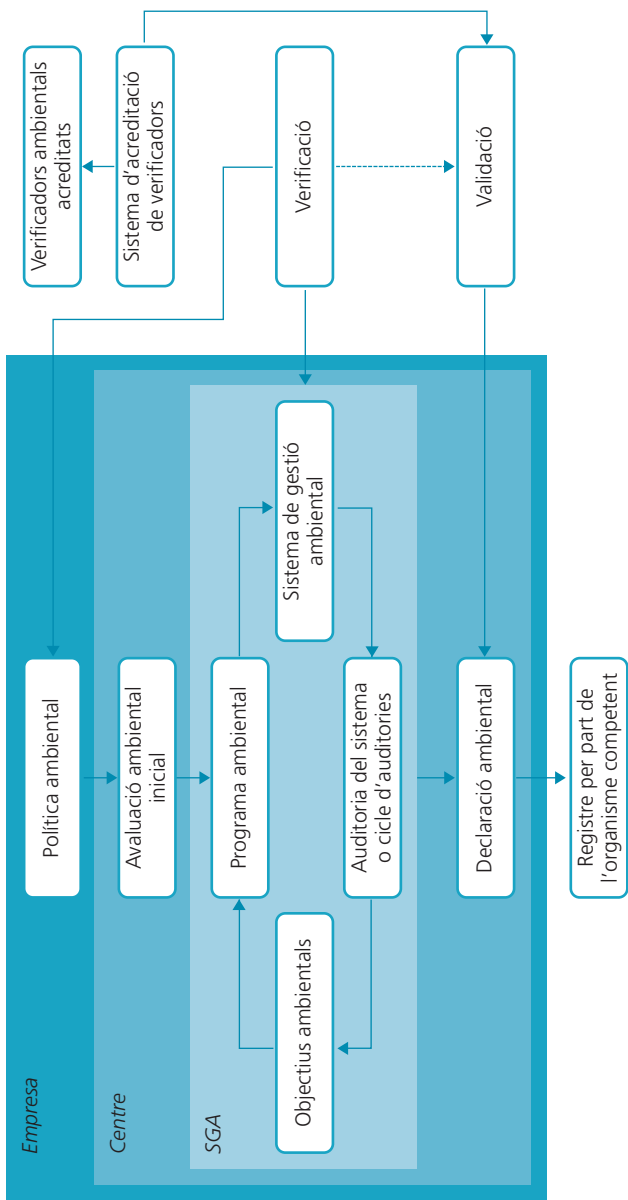 Empresa
Política ambiental
Verificadors ambientals
acreditats
Centre
Avaluació ambiental
inicial
Sistema d'acreditació
de verificadors
SGA
Programa ambiental
Objectius ambientals
Sistema de gestió
ambiental
Verificació
Auditoria del sistema
o cicle d'auditories
Declaració ambiental
Validació
Registre per part de
l'organisme competent